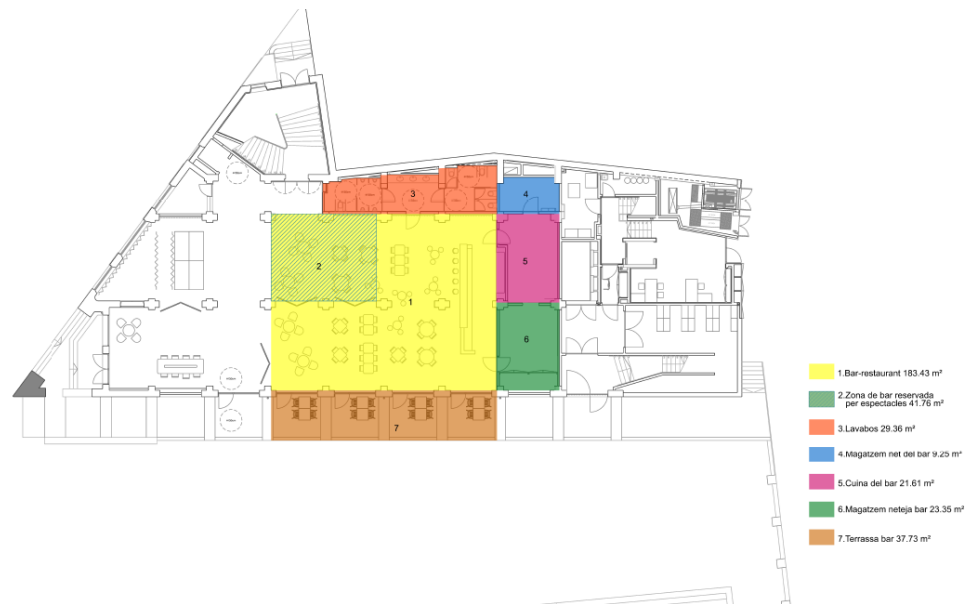 3
4
2
5
1
6
7
1.Bar-restaurant 183.43 m²
2.Zona de bar reservada
per espectacles 41.76 m²
3.Lavabos 29.36 m²
4.Magatzem net del bar 9.25 m²
5.Cuina del bar 21.61 m²
6.Magatzem neteja bar 23.35 m²
7.Terrassa bar 37.73 m²